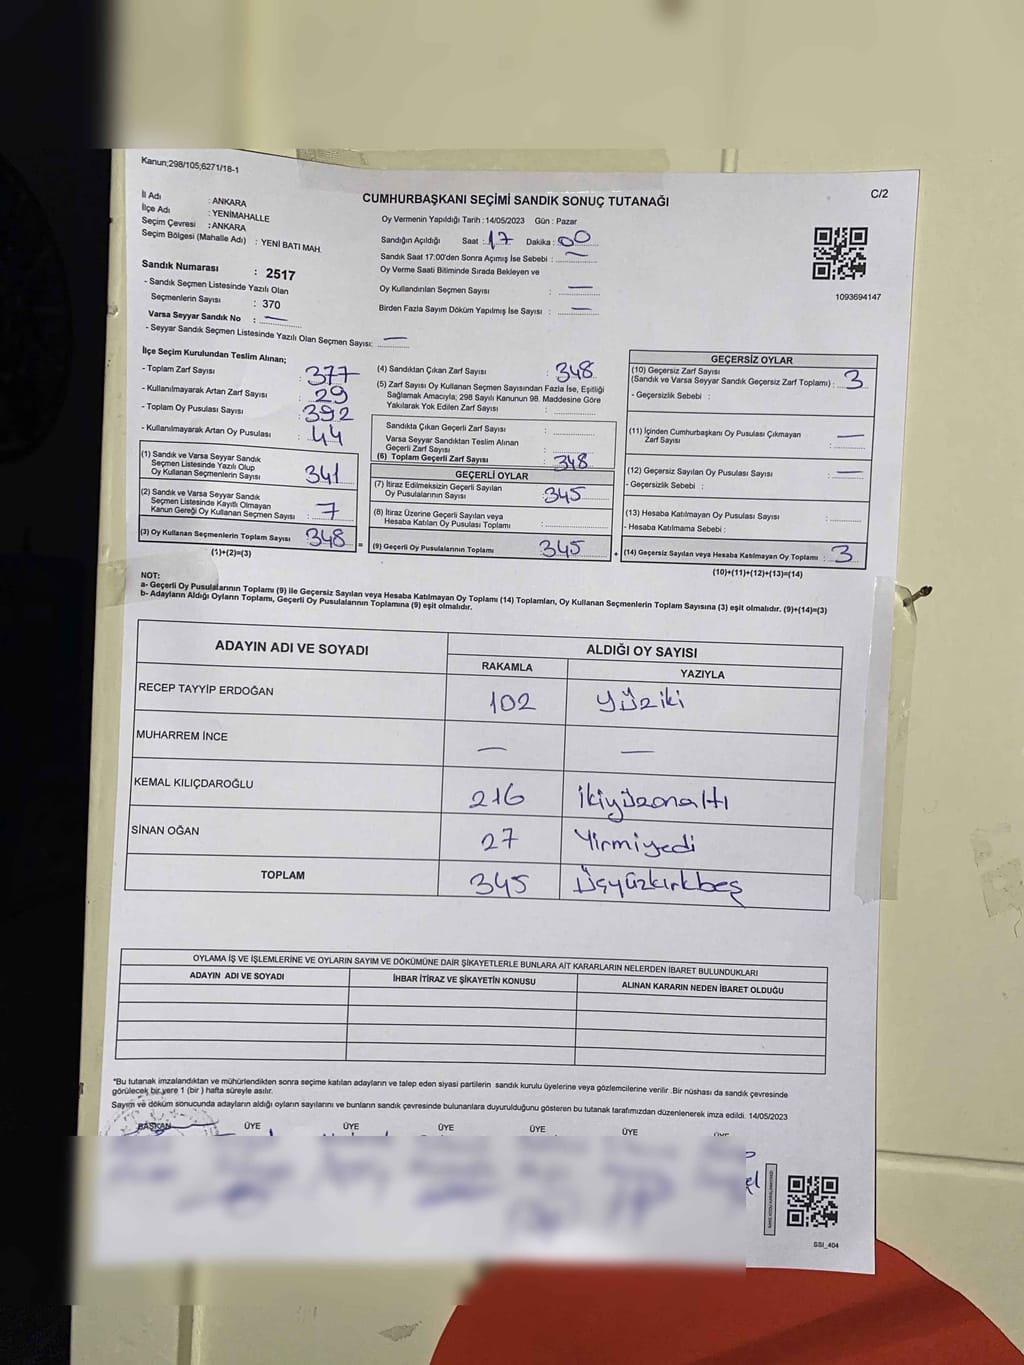 Kanun;298/105;6271/18-1
C/2
CUMHURBAŞKANI SEÇİMİ SANDIK SONUÇ TUTANAĞI
İl Adı : ANKARA
İlçe Adı : YENİMAHALLE
Seçim Çevresi : ANKARA
Seçim Bölgesi (Mahalle Adı) : YENİ BATI MAH.
Sandık Numarası : 2517
- Sandık Seçmen Listesinde Yazılı Olan
Seçmenlerin Sayısı : 370
Varsa Seyyar Sandık No : —
- Seyyar Sandık Seçmen Listesinde Yazılı Olan Seçmen Sayısı: —
Oy Vermenin Yapıldığı Tarih : 14/05/2023 Gün : Pazar
Sandığın Açıldığı Saat : 17 Dakika : 00
Sandık Saat 17:00'den Sonra Açımış İse Sebebi : —
Oy Verme Saati Bitiminde Sırada Bekleyen ve
Oy Kullandırılan Seçmen Sayısı : —
Birden Fazla Sayım Döküm Yapılmış İse Sayısı : —
1093694147
İlçe Seçim Kurulundan Teslim Alınan;
- Toplam Zarf Sayısı : 377
- Kullanılmayarak Artan Zarf Sayısı : 29
- Toplam Oy Pusulası Sayısı : 392
- Kullanılmayarak Artan Oy Pusulası : 44
(1) Sandık ve Varsa Seyyar Sandık
Seçmen Listesinde Yazılı Olup
Oy Kullanan Seçmenlerin Sayısı : 341
(2) Sandık ve Varsa Seyyar Sandık
Seçmen Listesinde Kayıtlı Olmayan
Kanun Gereği Oy Kullanan Seçmen Sayısı : 7
(3) Oy Kullanan Seçmenlerin Toplam Sayısı : 348
(1)+(2)=(3)
(4) Sandıktan Çıkan Zarf Sayısı : 348
(5) Zarf Sayısı Oy Kullanan Seçmen Sayısından Fazla İse, Eşitliği
Sağlamak Amacıyla; 298 Sayılı Kanunun 98. Maddesine Göre
Yakılarak Yok Edilen Zarf Sayısı :
Sandıkta Çıkan Geçerli Zarf Sayısı :
Varsa Seyyar Sandıktan Teslim Alınan
Geçerli Zarf Sayısı :
(6) Toplam Geçerli Zarf Sayısı : 348
GEÇERLİ OYLAR
(7) İtiraz Edilmeksizin Geçerli Sayılan
Oy Pusulalarının Sayısı : 345
(8) İtiraz Üzerine Geçerli Sayılan veya
Hesaba Katılan Oy Pusulası Toplamı :
= (9) Geçerli Oy Pusulalarının Toplamı 345
GEÇERSİZ OYLAR
(10) Geçersiz Zarf Sayısı
(Sandık ve Varsa Seyyar Sandık Geçersiz Zarf Toplamı) : 3
- Geçersizlik Sebebi :
(11) İçinden Cumhurbaşkanı Oy Pusulası Çıkmayan
Zarf Sayısı : —
(12) Geçersiz Sayılan Oy Pusulası Sayısı : —
- Geçersizlik Sebebi :
(13) Hesaba Katılmayan Oy Pusulası Sayısı :
- Hesaba Katılmama Sebebi :
+ (14) Geçersiz Sayılan veya Hesaba Katılmayan Oy Toplamı : 3
(10)+(11)+(12)+(13)=(14)
NOT:
a- Geçerli Oy Pusulalarının Toplamı (9) ile Geçersiz Sayılan veya Hesaba Katılmayan Oy Toplamı (14) Toplamları, Oy Kullanan Seçmenlerin Toplam Sayısına (3) eşit olmalıdır. (9)+(14)=(3)
b- Adayların Aldığı Oyların Toplamı, Geçerli Oy Pusulalarının Toplamına (9) eşit olmalıdır.
ADAYIN ADI VE SOYADI ALDIĞI OY SAYISI
RAKAMLA YAZIYLA
RECEP TAYYİP ERDOĞAN 102 Yüziki
MUHARREM İNCE — —
KEMAL KILIÇDAROĞLU 216 ikiyüzonaltı
SİNAN OĞAN 27 Yirmiyedi
TOPLAM 345 Üçyüzkırkbeş
OYLAMA İŞ VE İŞLEMLERİNE VE OYLARIN SAYIM VE DÖKÜMÜNE DAİR ŞİKAYETLERLE BUNLARA AİT KARARLARIN NELERDEN İBARET BULUNDUKLARI
ADAYIN ADI VE SOYADI İHBAR İTİRAZ VE ŞİKAYETİN KONUSU ALINAN KARARIN NEDEN İBARET OLDUĞU
*Bu tutanak imzalandıktan ve mühürlendikten sonra seçime katılan adayların ve talep eden siyasi partilerin sandık kurulu üyelerine veya gözlemcilerine verilir .Bir nüshası da sandık çevresinde
görülecek bir yere 1 (bir ) hafta süreyle asılır.
Sayım ve döküm sonucunda adayların aldığı oyların sayılarını ve bunların sandık çevresinde bulunanlara duyurulduğunu gösteren bu tutanak tarafımızdan düzenlenerek imza edildi. 14/05/2023
BAŞKAN ÜYE ÜYE ÜYE ÜYE ÜYE ÜYE
SSI_404